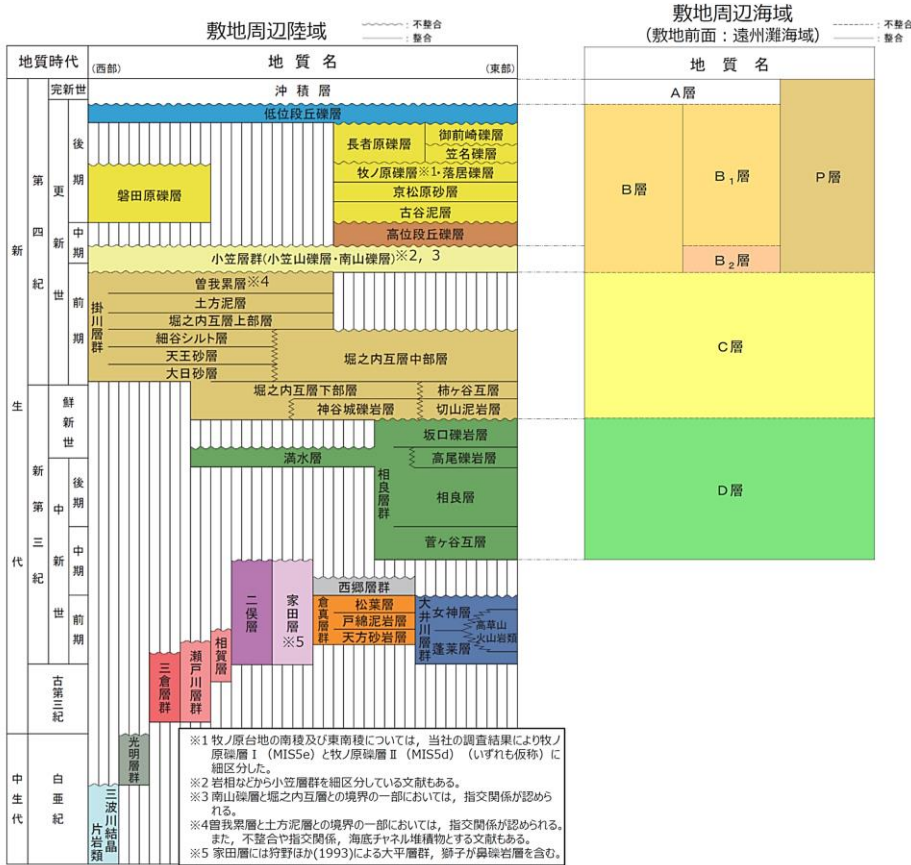 敷地周辺陸域
:不整合
:整合
敷地周辺海域
(敷地前面:遠州灘海域)
:不整合
:整合
地質時代
(西部)
地質名
(東部)
地質名
新生代
第四紀
完新世
更新世
後期
中期
前期
新第三紀
鮮新世
中新世
後期
中期
前期
古第三紀
中生代
白亜紀
沖積層
低位段丘礫層
長者原礫層
御前崎礫層
笠名礫層
磐田原礫層
牧ノ原礫層※1・落居礫層
京松原砂層
古谷泥層
高位段丘礫層
小笠層群(小笠山礫層・南山礫層)※2, 3
掛川層群
曽我累層※4
土方泥層
堀之内互層上部層
細谷シルト層
天王砂層
大日砂層
堀之内互層中部層
堀之内互層下部層
神谷城礫岩層
柿ヶ谷互層
切山泥岩層
満水層
相良層群
坂口礫岩層
高尾礫岩層
相良層
菅ヶ谷互層
二俣層
家田層※5
西郷層群
倉真層群
松葉層
戸綿泥岩層
天方砂岩層
大井川層群
女神層
高草山
火山岩類
蓬莱層
三倉層群
瀬戸川層群
相賀層
光明層群
三波川結晶
片岩類
A層
B層
B₁層
B₂層
P層
C層
D層
※1 牧ノ原台地の南稜及び東南稜については,当社の調査結果により牧ノ
原礫層Ⅰ(MIS5e)と牧ノ原礫層Ⅱ(MIS5d)(いずれも仮称)に
細区分した。
※2 岩相などから小笠層群を細区分している文献もある。
※3 南山礫層と堀之内互層との境界の一部においては,指交関係が認めら
れる。
※4曽我累層と土方泥層との境界の一部においては,指交関係が認められる。
また,不整合や指交関係,海底チャネル堆積物とする文献もある。
※5 家田層には狩野ほか(1993)による大平層群,獅子が鼻礫岩層を含む。